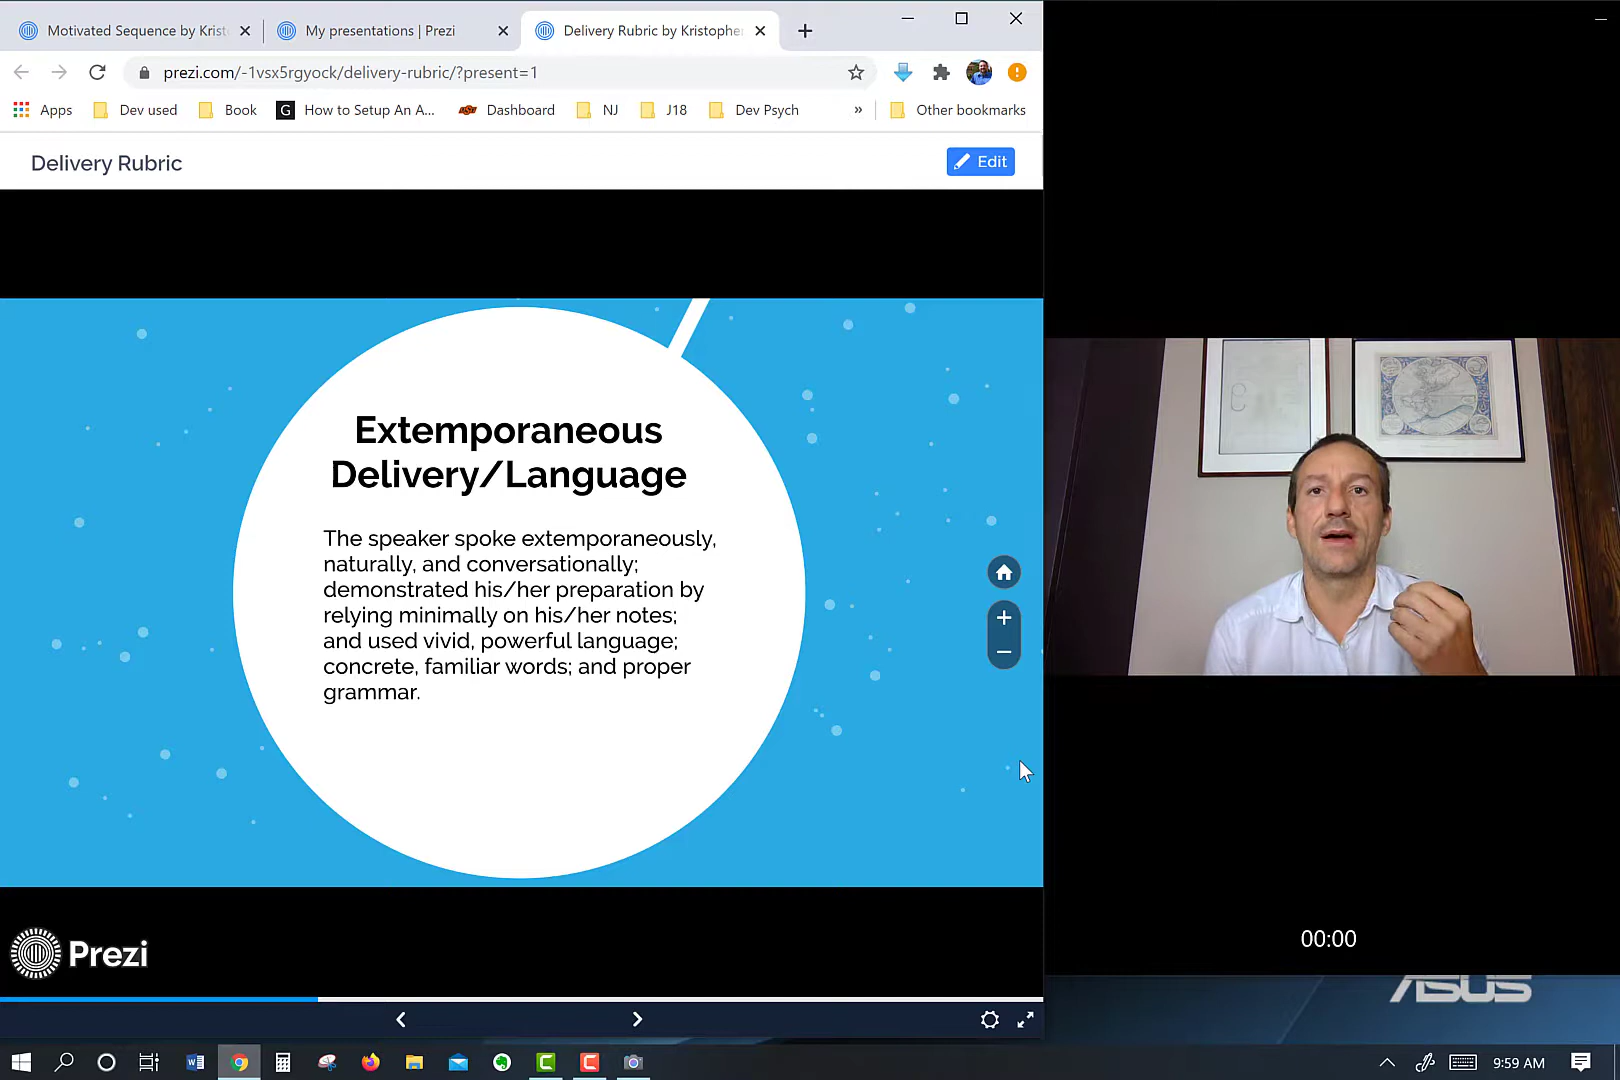 Motivated Sequence by Krist
My presentations | Prezi
Delivery Rubric by Kristophe
prezi.com/-1vsx5rgyock/delivery-rubric/?present=1
Apps
Dev used
Book
G
How to Setup An A...
Dashboard
NJ
J18
Dev Psych
»
Other bookmarks
Delivery Rubric
Edit
Extemporaneous
Delivery/Language
The speaker spoke extemporaneously,
naturally, and conversationally;
demonstrated his/her preparation by
relying minimally on his/her notes;
and used vivid, powerful language;
concrete, familiar words; and proper
grammar.
Prezi
00:00
ASUS
9:59 AM